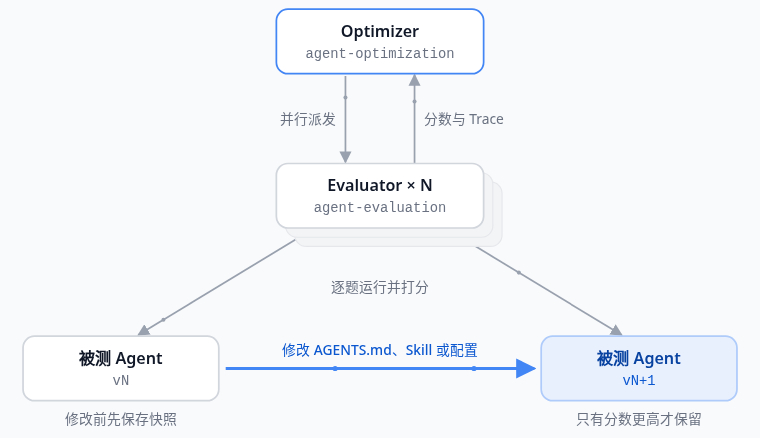 Optimizer
agent-optimization
并行派发
分数与 Trace
Evaluator × N
agent-evaluation
逐题运行并打分
修改 AGENTS.md、Skill 或配置
被测 Agent
vN
被测 Agent
vN+1
修改前先保存快照
只有分数更高才保留